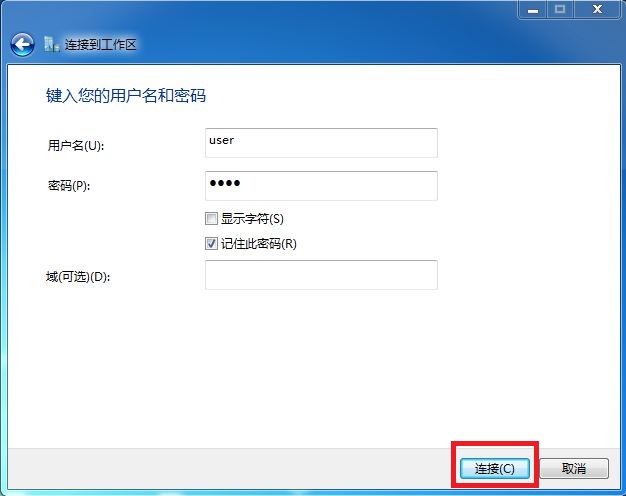 连接到工作区
键入您的用户名和密码
用户名(U):
user
密码(P):
●●●●
显示字符(S)
记住此密码(R)
域(可选)(D):
连接(C)
取消